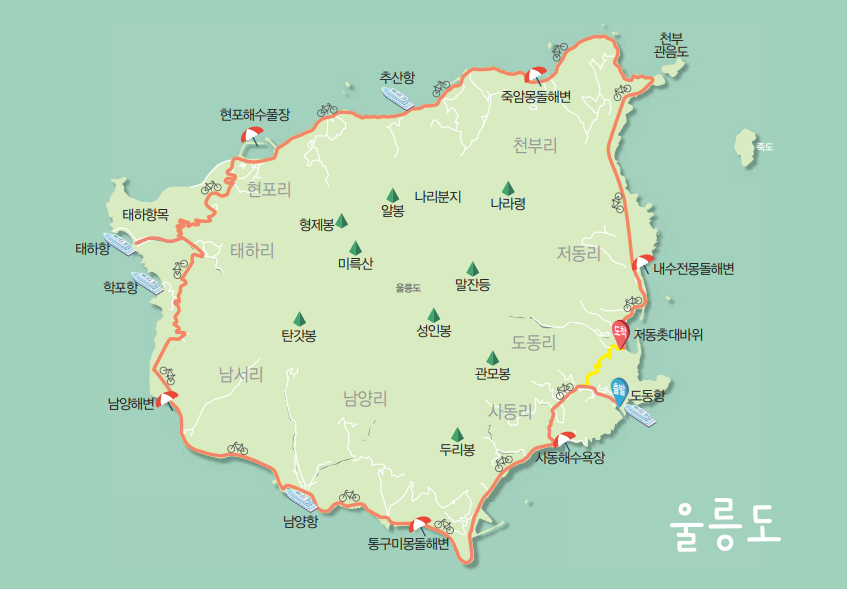 천부
관음도
추산항
죽암몽돌해변
현포해수풀장
천부리
죽도
현포리
나리분지
나라령
알봉
태하항목
형제봉
태하항
태하리
저동리
미륵산
내수전몽돌해변
학포항
울릉도
말잔등
성인봉
탄갓봉
도착
저동촛대바위
도동리
관모봉
남서리
출발
도동항
남양리
남양해변
사동리
두리봉
사동해수욕장
남양항
통구미몽돌해변
울릉도